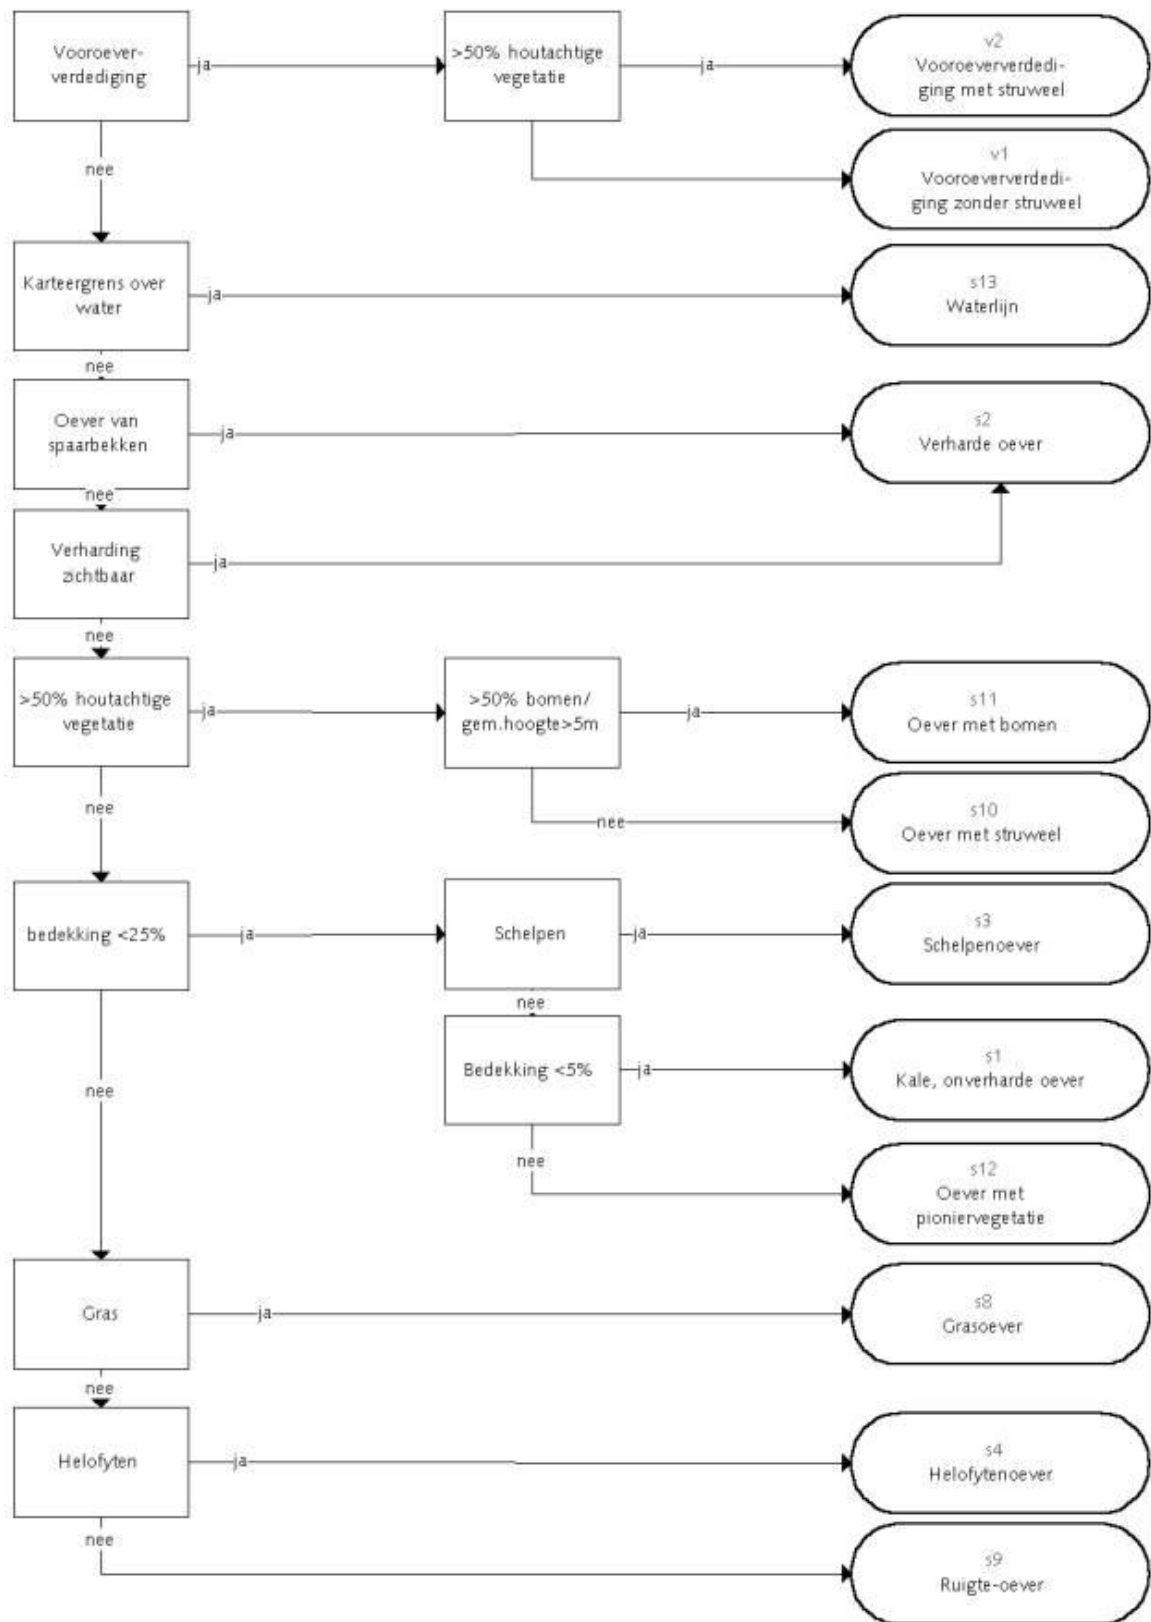 Vooroever-
verdediging
ja
>50% houtachtige
vegetatie
ja
v2
Vooroeververdedi-
ging met struweel
v1
Vooroeververdedi-
ging zonder struweel
nee
Karteergrens over
water
ja
s13
Waterlijn
nee
Oever van
spaarbekken
ja
s2
Verharde oever
nee
Verharding
zichtbaar
ja
nee
>50% houtachtige
vegetatie
ja
>50% bomen/
gem.hoogte>5m
ja
s11
Oever met bomen
nee
s10
Oever met struweel
nee
bedekking <25%
ja
Schelpen
ja
s3
Schelpenoever
nee
Bedekking <5%
ja
s1
Kale, onverharde oever
nee
s12
Oever met
pioniervegetatie
nee
Gras
ja
s8
Grasoever
nee
Helofyten
ja
s4
Helofytenoever
nee
s9
Ruigte-oever